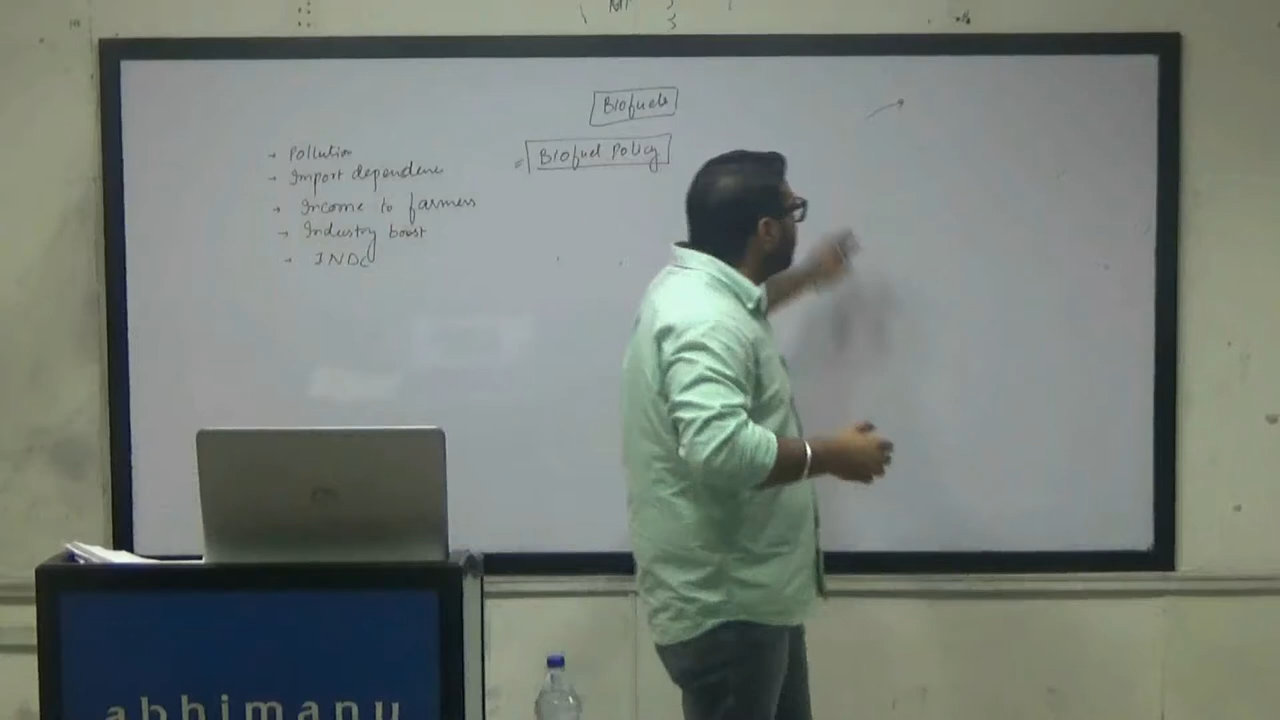 Biofuels
= Biofuel Policy
→ Pollution
→ Import dependence
→ Income to farmers
→ Industry boost
→ INDC
abhimanu